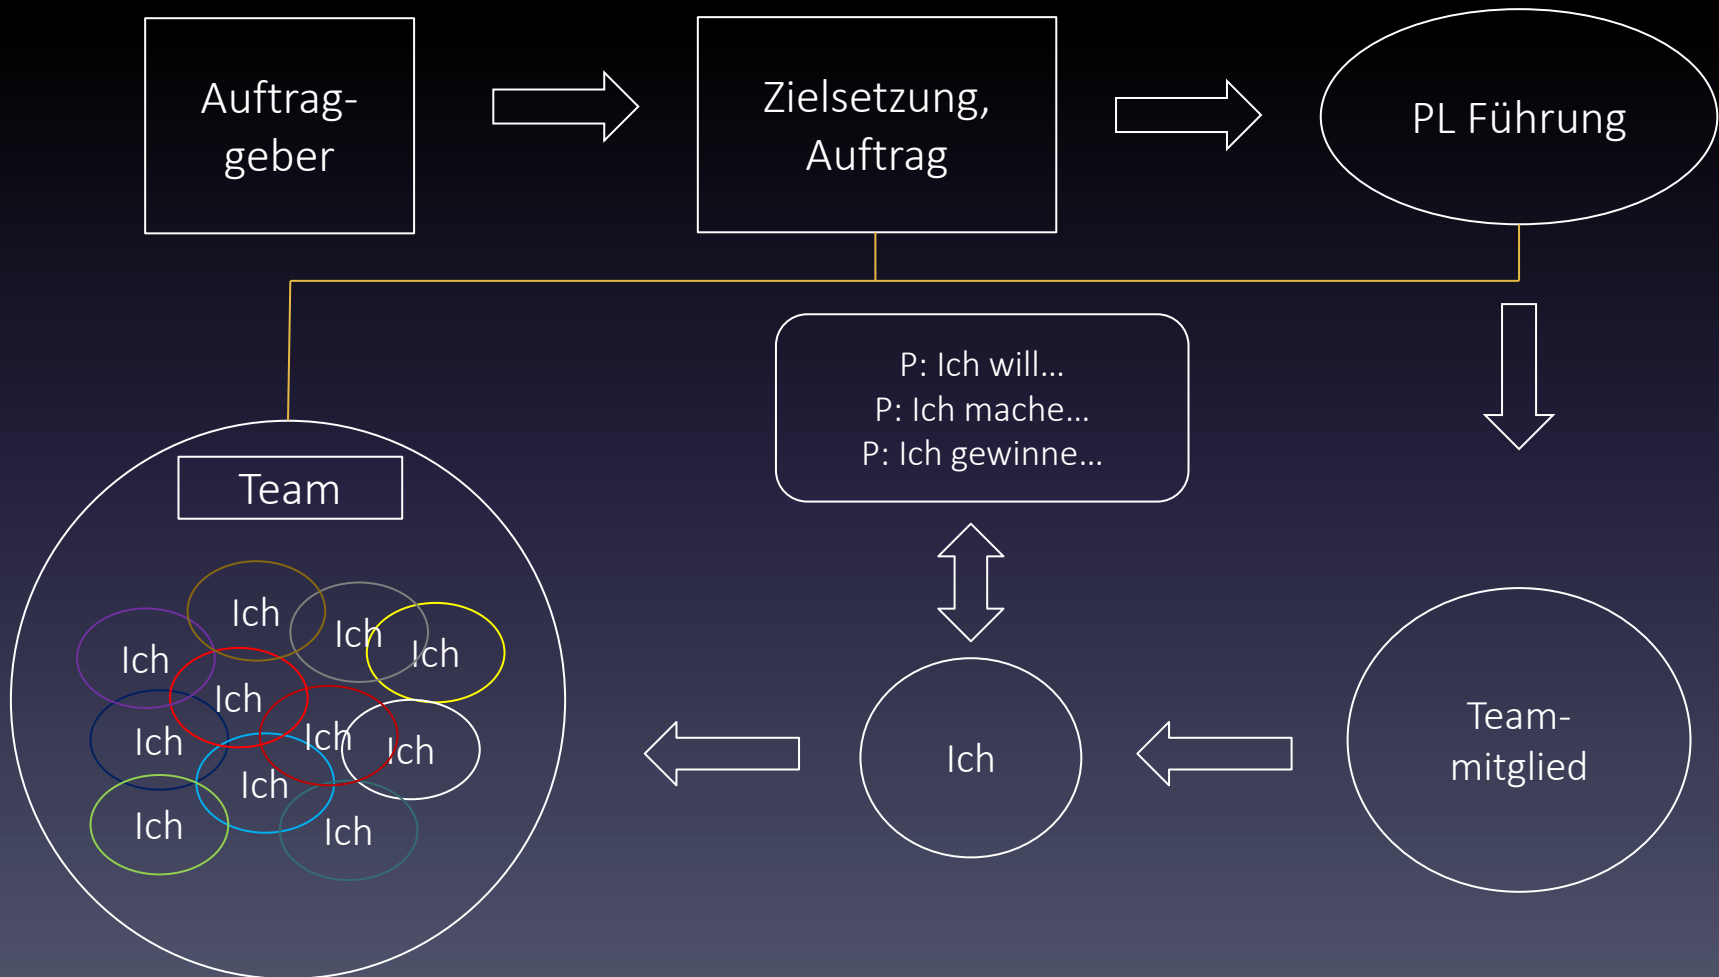 Auftrag-
geber
Zielsetzung,
Auftrag
PL Führung
P: Ich will...
P: Ich mache...
P: Ich gewinne...
Team
Ich
Ich
Ich
Ich
Ich
Ich
Ich
Ich
Ich
Ich
Ich
Ich
Team-
mitglied